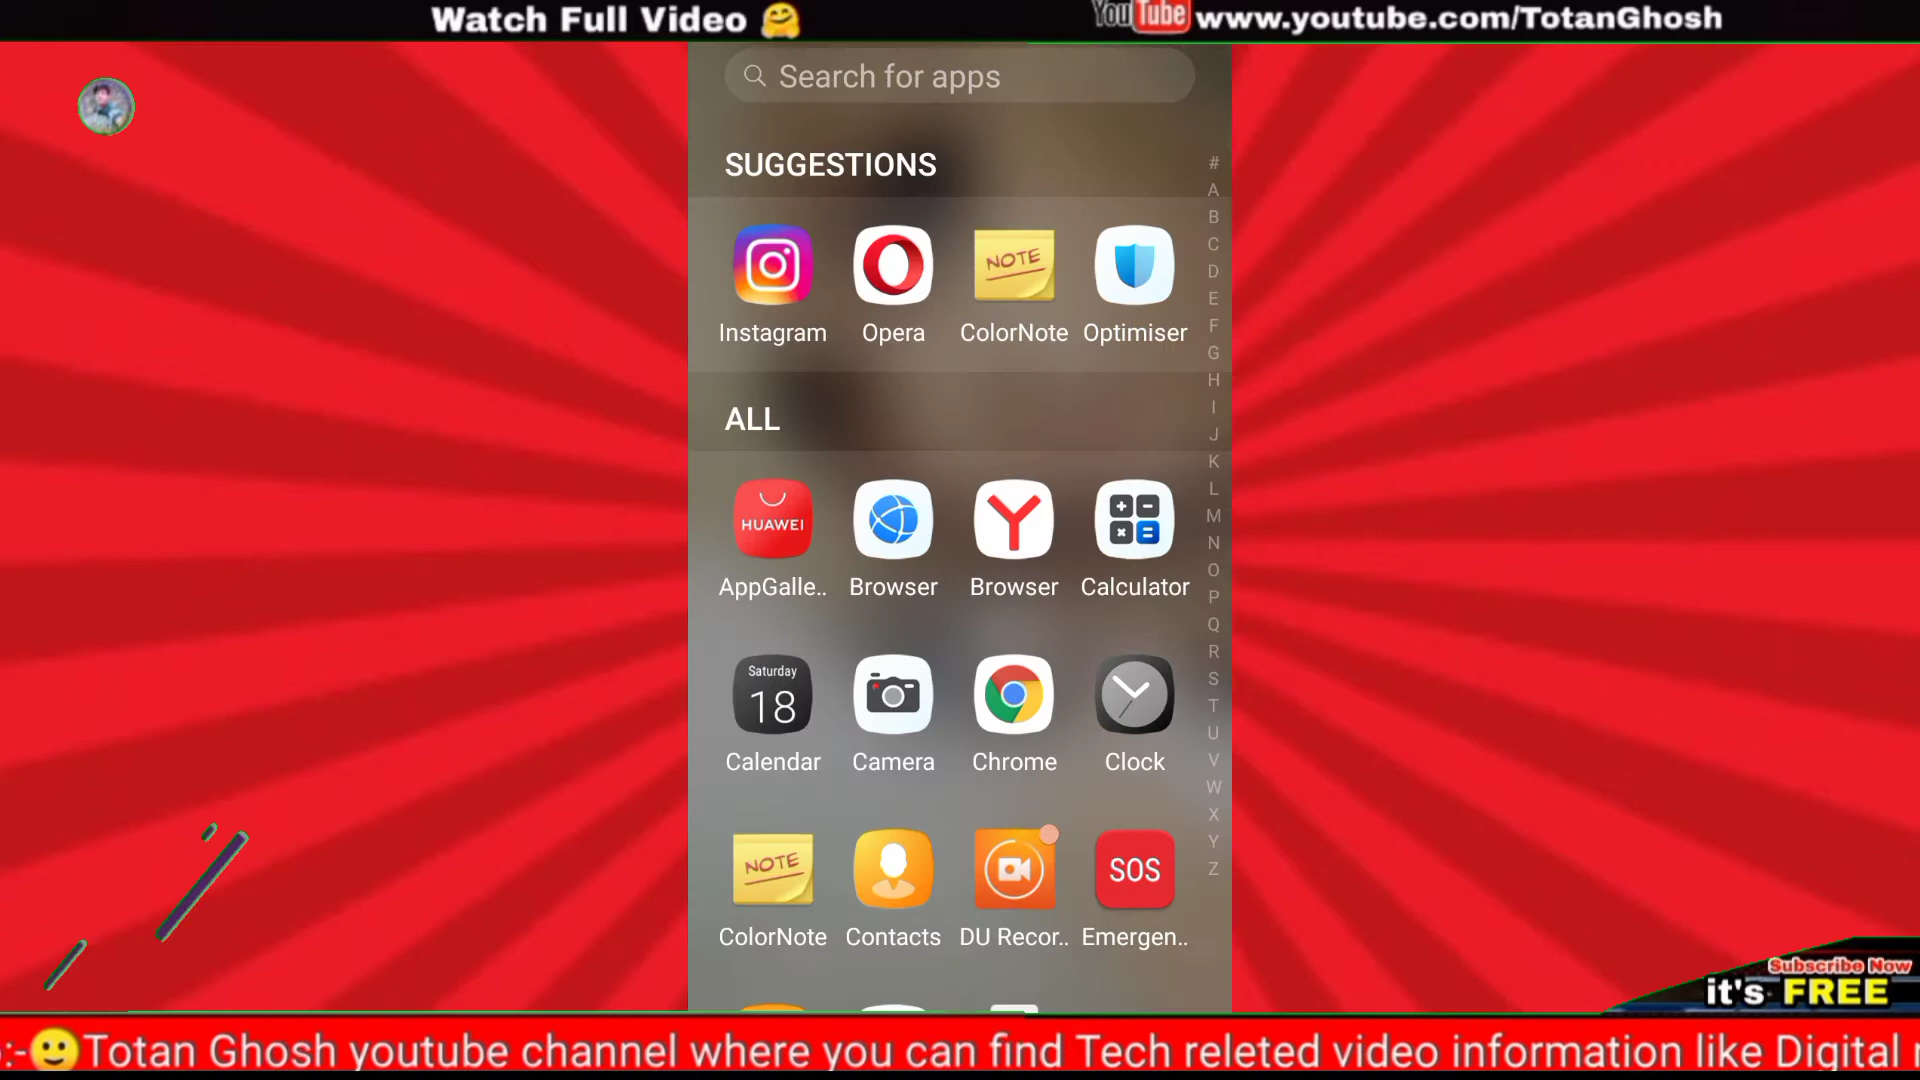 Watch Full Video 🤗
YouTube www.youtube.com/TotanGhosh
Search for apps
SUGGESTIONS
NOTE
Instagram Opera ColorNote Optimiser
ALL
HUAWEI
AppGalle.. Browser Browser Calculator
Saturday
18
Calendar Camera Chrome Clock
NOTE SOS
ColorNote Contacts DU Recor.. Emergen..
#
A
B
C
D
E
F
G
H
I
J
K
L
M
N
O
P
Q
R
S
T
U
V
W
X
Y
Z
Subscribe Now
it's FREE
:-🙂Totan Ghosh youtube channel where you can find Tech releted video information like Digital